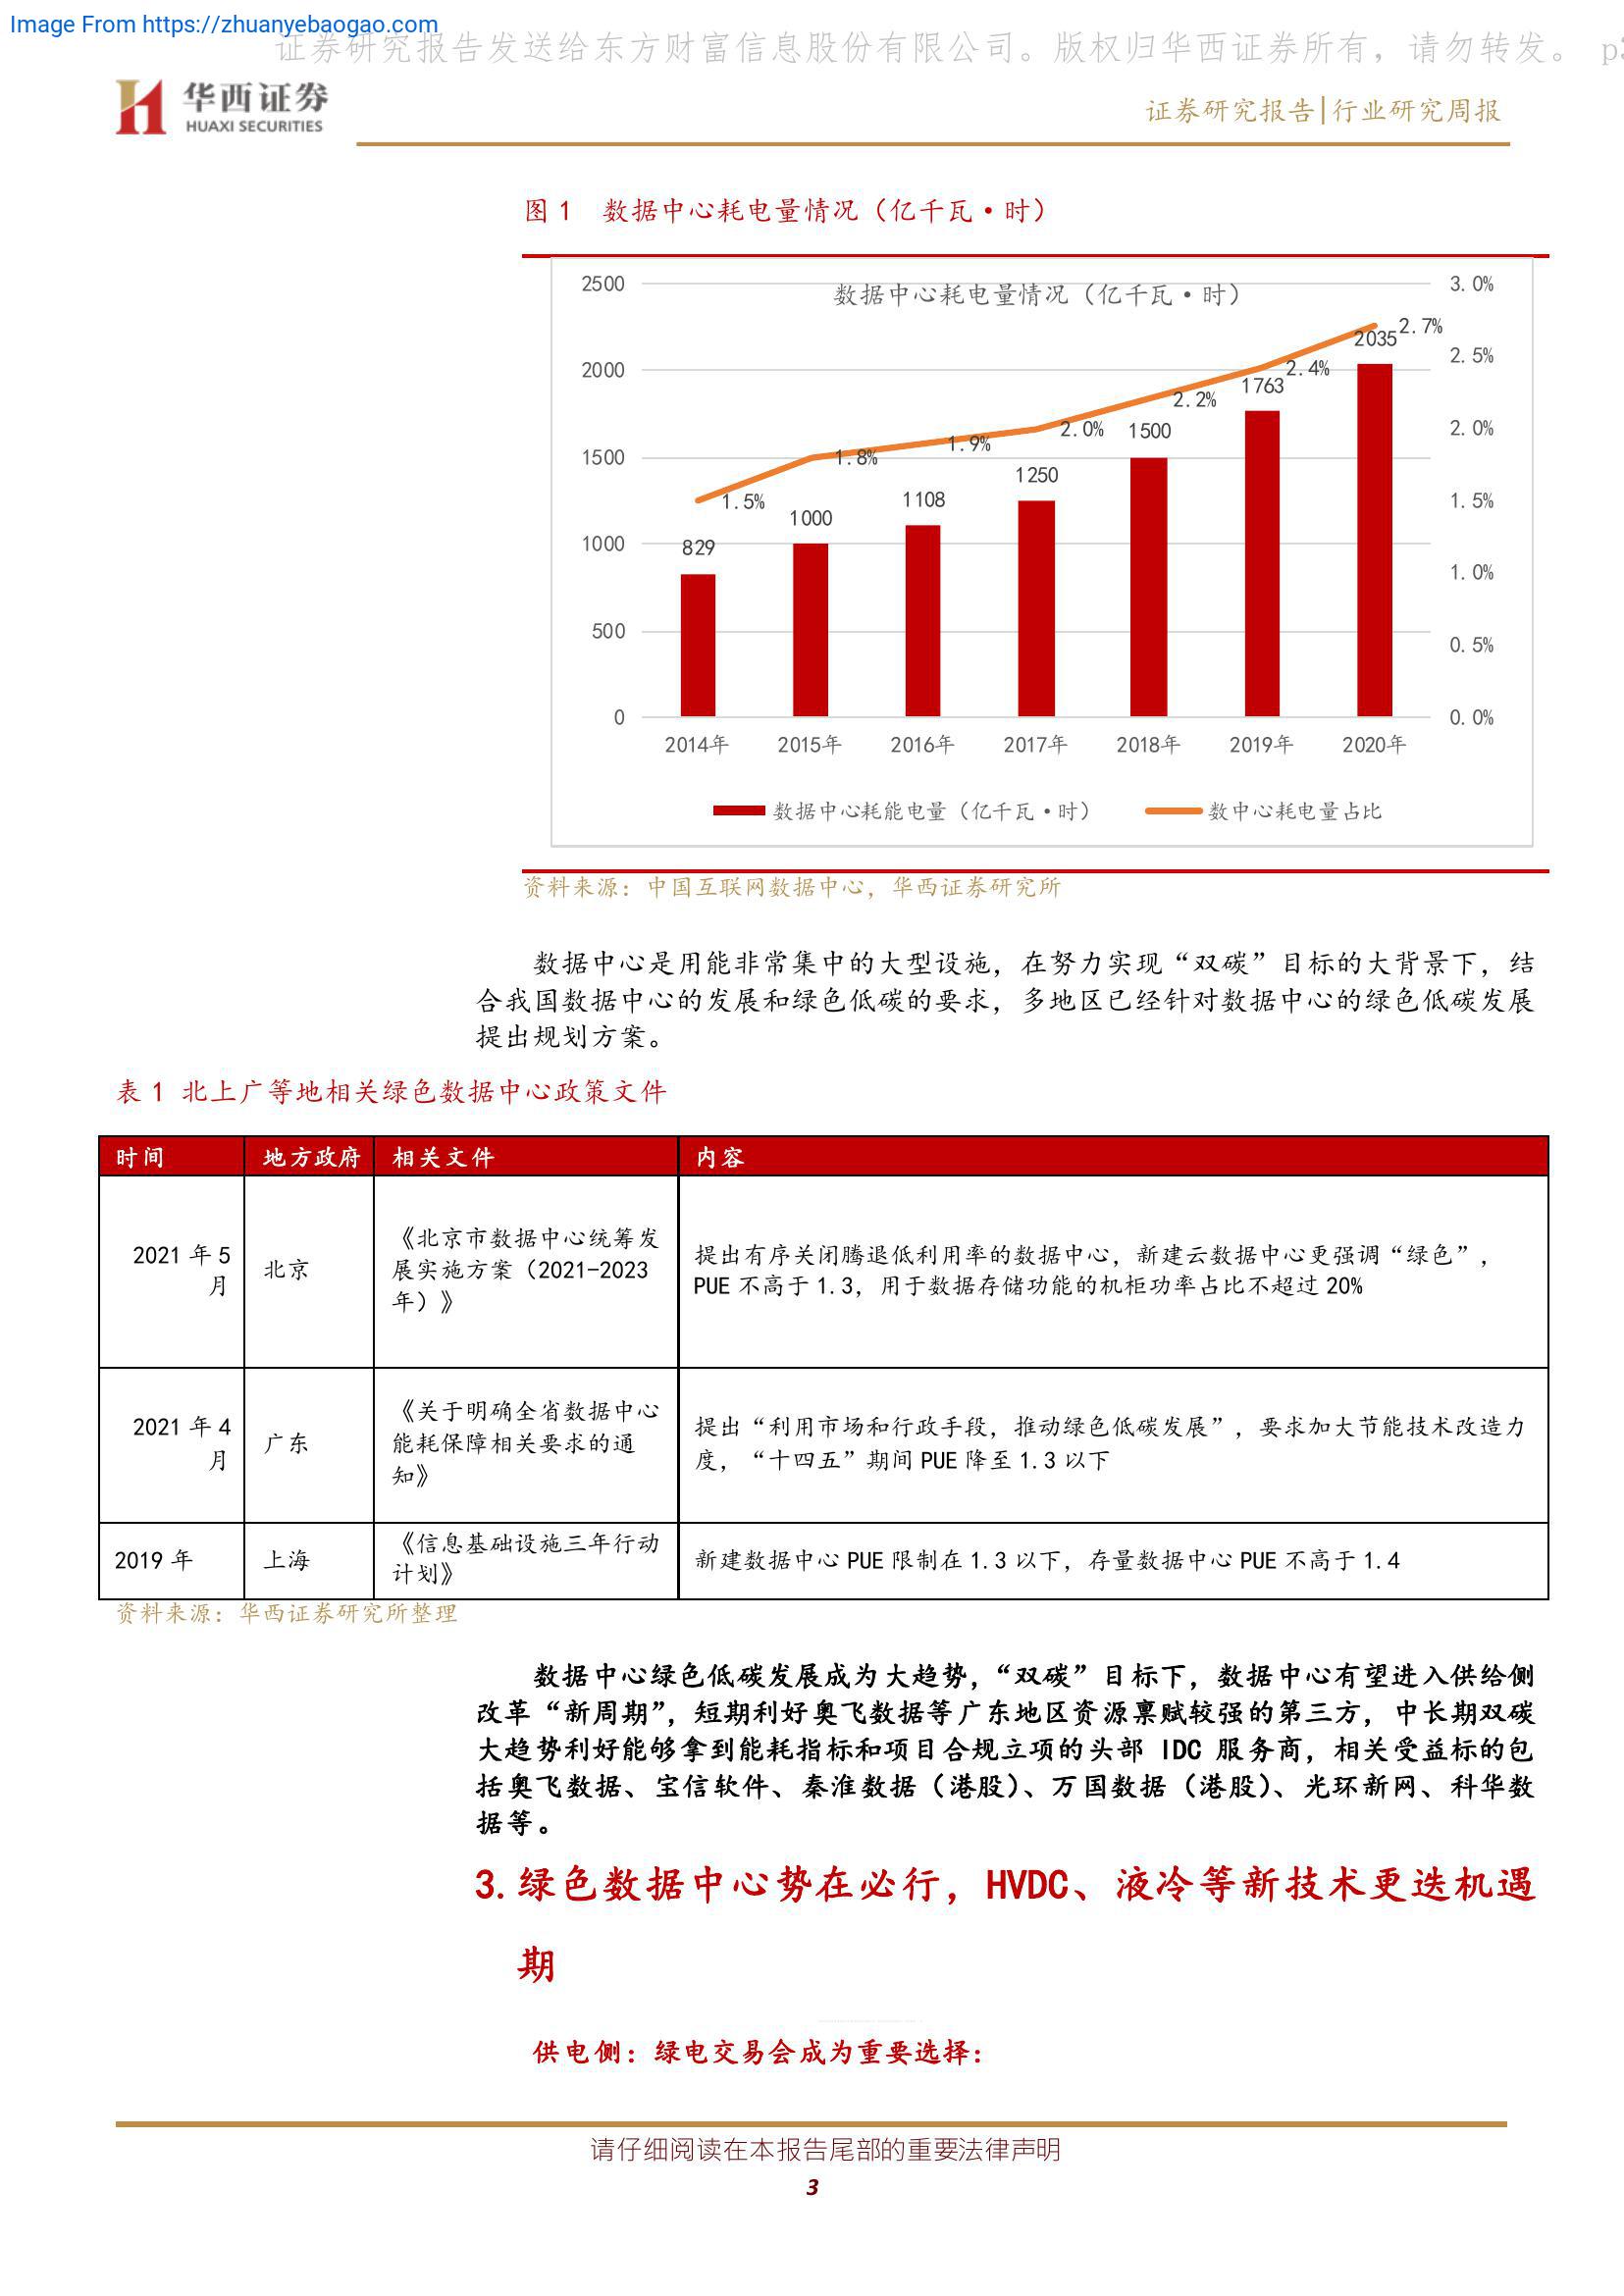 Image From https://zhuanyebaogao.com
证券研究报告发送给东方财富信息股份有限公司。版权归华西证券所有，请勿转发。 p3
华西证券
HUAXI SECURITIES
证券研究报告|行业研究周报
图 1 数据中心耗电量情况（亿千瓦·时）
数据中心耗电量情况（亿千瓦·时）
2500
2000
1500
1000
500
0
3.0%
2.5%
2.0%
1.5%
1.0%
0.5%
0.0%
829
1000
1108
1250
1500
1763
2035
1.5%
1.8%
1.9%
2.0%
2.2%
2.4%
2.7%
2014年 2015年 2016年 2017年 2018年 2019年 2020年
数据中心耗能电量（亿千瓦·时） 数中心耗电量占比
资料来源：中国互联网数据中心，华西证券研究所
数据中心是用能非常集中的大型设施，在努力实现“双碳”目标的大背景下，结
合我国数据中心的发展和绿色低碳的要求，多地区已经针对数据中心的绿色低碳发展
提出规划方案。
表 1 北上广等地相关绿色数据中心政策文件
时间 地方政府 相关文件 内容
2021 年 5
月
北京
《北京市数据中心统筹发
展实施方案（2021-2023
年）》
提出有序关闭腾退低利用率的数据中心，新建云数据中心更强调“绿色”，
PUE 不高于 1.3，用于数据存储功能的机柜功率占比不超过 20%
2021 年 4
月
广东
《关于明确全省数据中心
能耗保障相关要求的通
知》
提出“利用市场和行政手段，推动绿色低碳发展”，要求加大节能技术改造力
度，“十四五”期间 PUE 降至 1.3 以下
2019 年
上海
《信息基础设施三年行动
计划》
新建数据中心 PUE 限制在 1.3 以下，存量数据中心 PUE 不高于 1.4
资料来源：华西证券研究所整理
数据中心绿色低碳发展成为大趋势，“双碳”目标下，数据中心有望进入供给侧
改革“新周期”，短期利好奥飞数据等广东地区资源禀赋较强的第三方，中长期双碳
大趋势利好能够拿到能耗指标和项目合规立项的头部 IDC 服务商，相关受益标的包
括奥飞数据、宝信软件、秦淮数据（港股）、万国数据（港股）、光环新网、科华数
据等。
3. 绿色数据中心势在必行，HVDC、液冷等新技术更迭机遇
期
供电侧：绿电交易会成为重要选择：
请仔细阅读在本报告尾部的重要法律声明
3